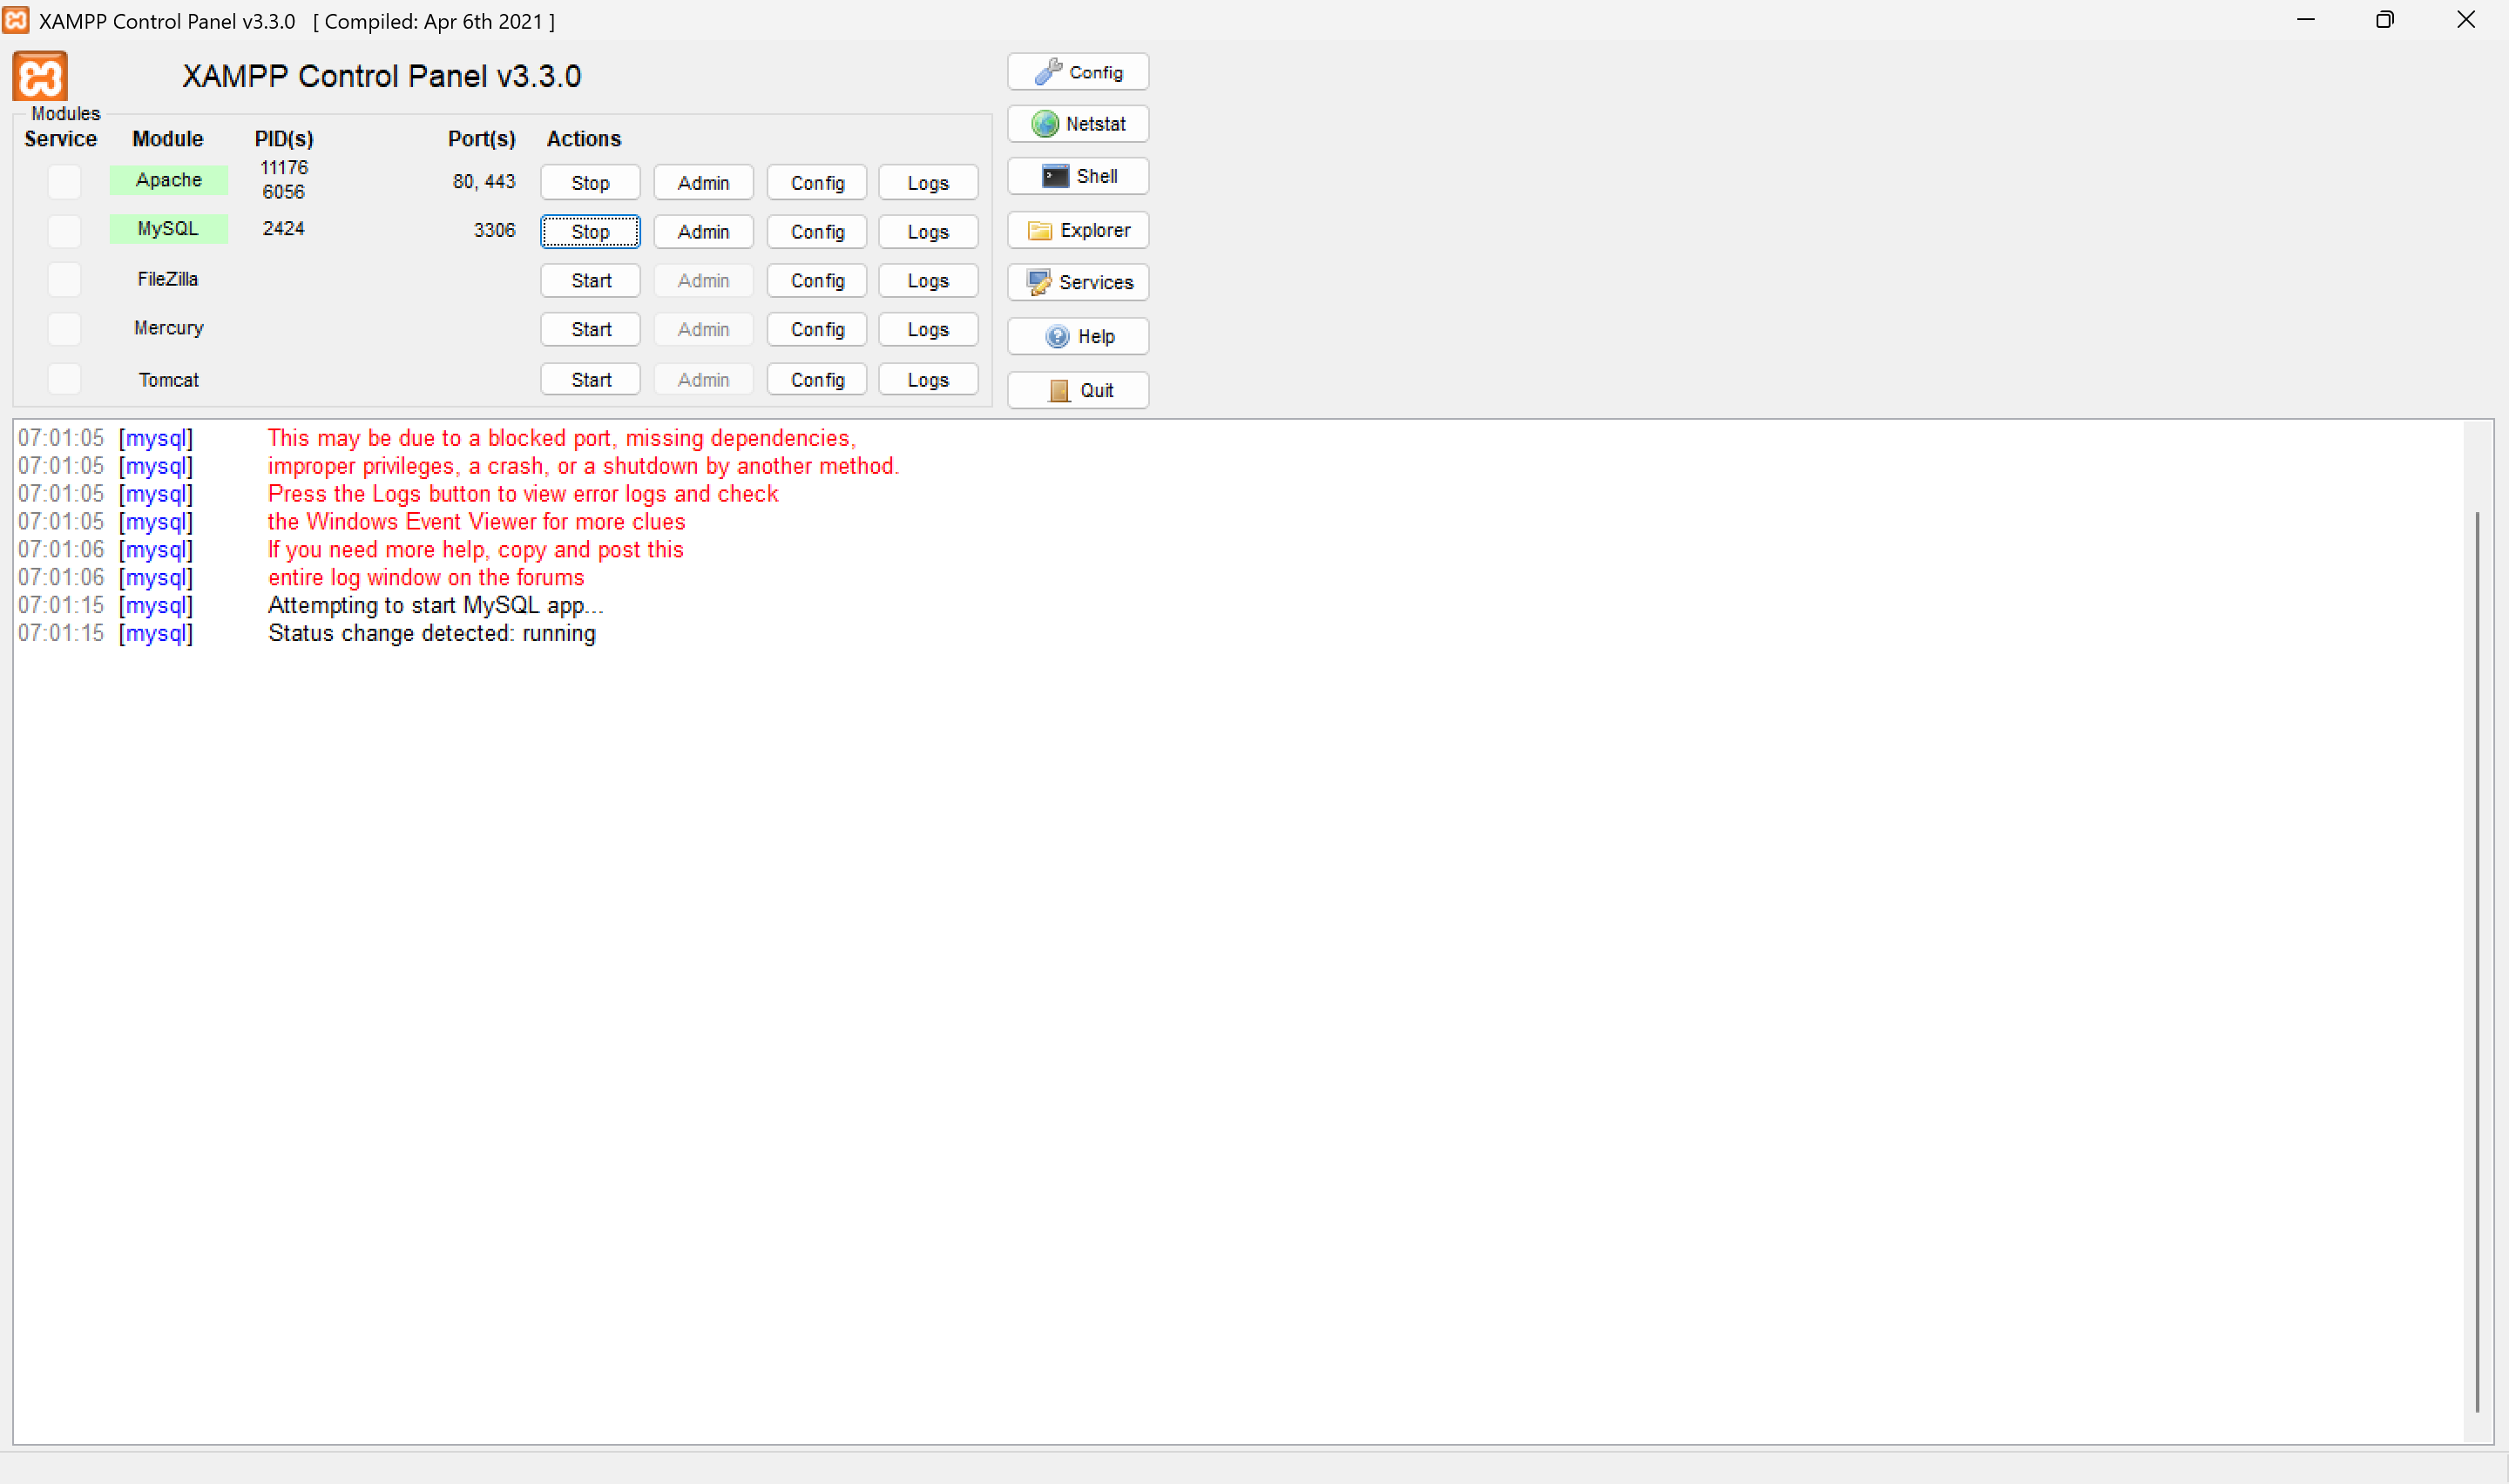 XAMPP Control Panel v3.3.0 [ Compiled: Apr 6th 2021 ]
XAMPP Control Panel v3.3.0
Modules
Service Module PID(s) Port(s) Actions
Apache 11176 6056 80, 443 Stop Admin Config Logs
MySQL 2424 3306 Stop Admin Config Logs
FileZilla Start Admin Config Logs
Mercury Start Admin Config Logs
Tomcat Start Admin Config Logs
Config
Netstat
Shell
Explorer
Services
Help
Quit
07:01:05 [mysql] This may be due to a blocked port, missing dependencies,
07:01:05 [mysql] improper privileges, a crash, or a shutdown by another method.
07:01:05 [mysql] Press the Logs button to view error logs and check
07:01:05 [mysql] the Windows Event Viewer for more clues
07:01:06 [mysql] If you need more help, copy and post this
07:01:06 [mysql] entire log window on the forums
07:01:15 [mysql] Attempting to start MySQL app...
07:01:15 [mysql] Status change detected: running